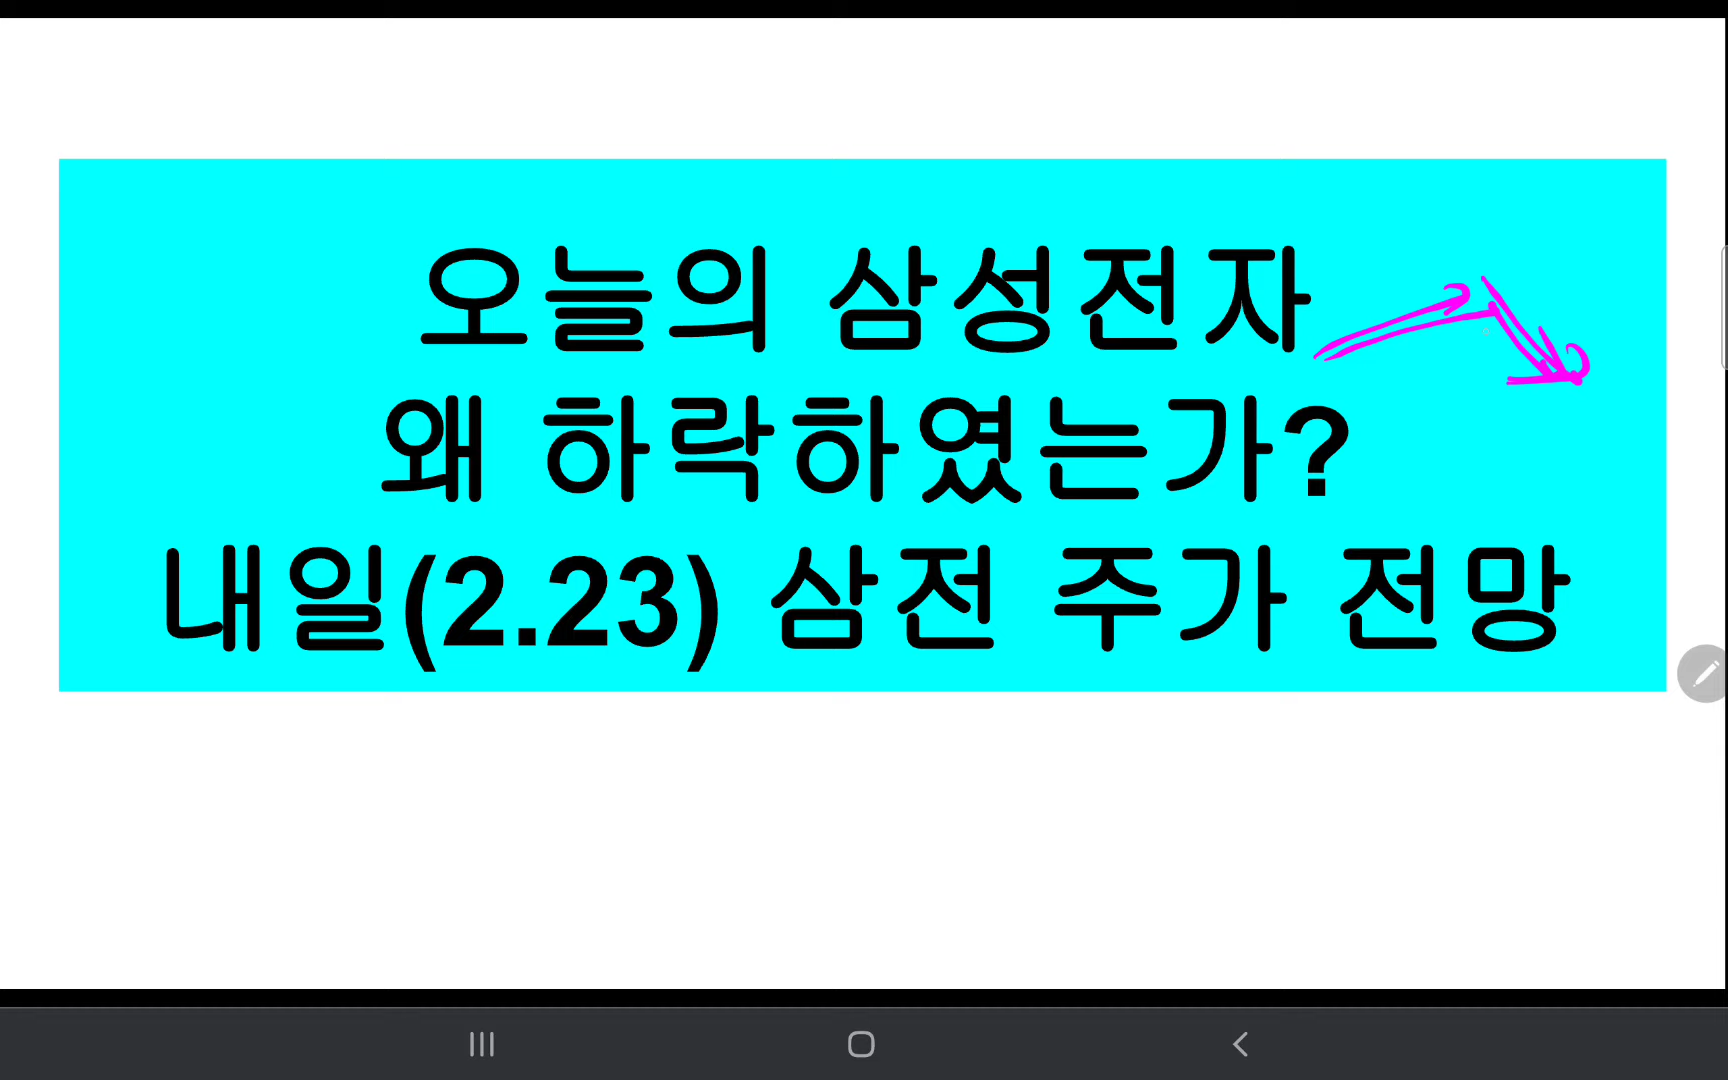 오늘의 삼성전자
왜 하락하였는가?
내일(2.23) 삼전 주가 전망